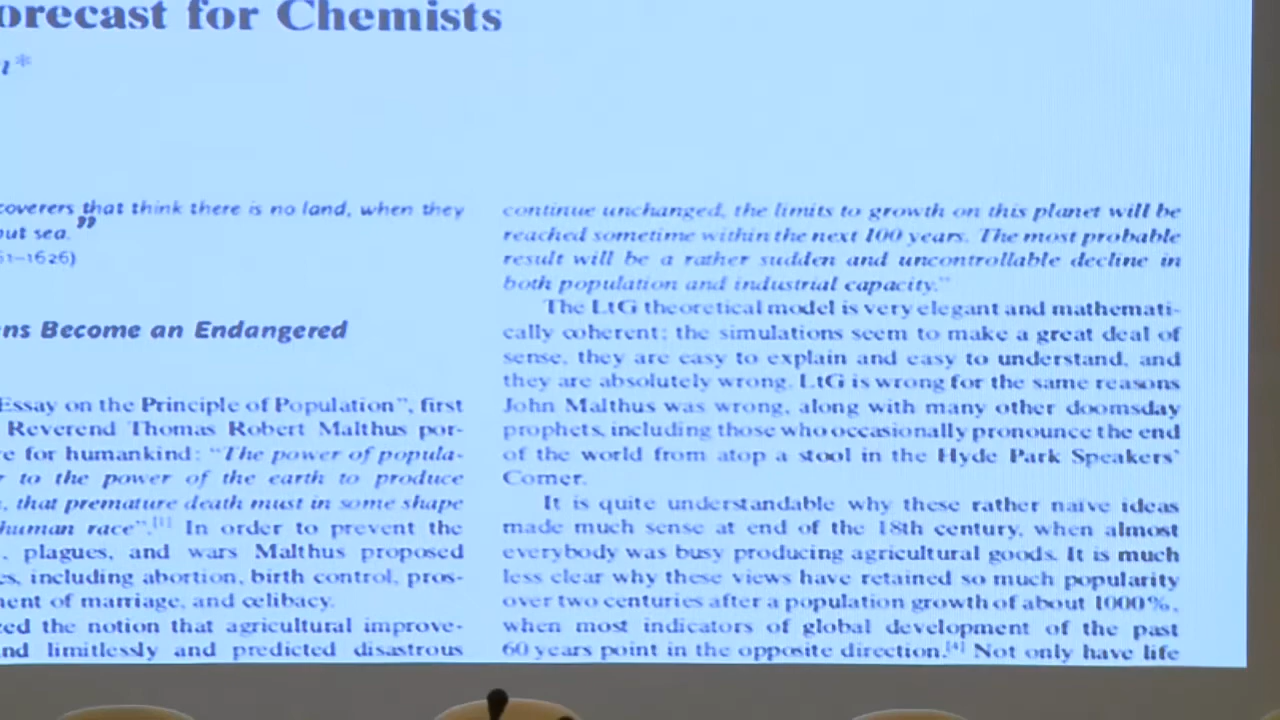 orecast for Chemists
n*
coverers that think there is no land, when they
out sea.”
61–1626)
ens Become an Endangered
Essay on the Principle of Population”, first
Reverend Thomas Robert Malthus por-
e for humankind: “The power of popula-
r to the power of the earth to produce
, that premature death must in some shape
human race”.[1] In order to prevent the
, plagues, and wars Malthus proposed
es, including abortion, birth control, pros-
ent of marriage, and celibacy.
ced the notion that agricultural improve-
nd limitlessly and predicted disastrous
continue unchanged, the limits to growth on this planet will be
reached sometime within the next 100 years. The most probable
result will be a rather sudden and uncontrollable decline in
both population and industrial capacity.”
The LtG theoretical model is very elegant and mathemati-
cally coherent; the simulations seem to make a great deal of
sense, they are easy to explain and easy to understand, and
they are absolutely wrong. LtG is wrong for the same reasons
John Malthus was wrong, along with many other doomsday
prophets, including those who occasionally pronounce the end
of the world from atop a stool in the Hyde Park Speakers’
Corner.
It is quite understandable why these rather naive ideas
made much sense at end of the 18th century, when almost
everybody was busy producing agricultural goods. It is much
less clear why these views have retained so much popularity
over two centuries after a population growth of about 1000%,
when most indicators of global development of the past
60 years point in the opposite direction.[4] Not only have life